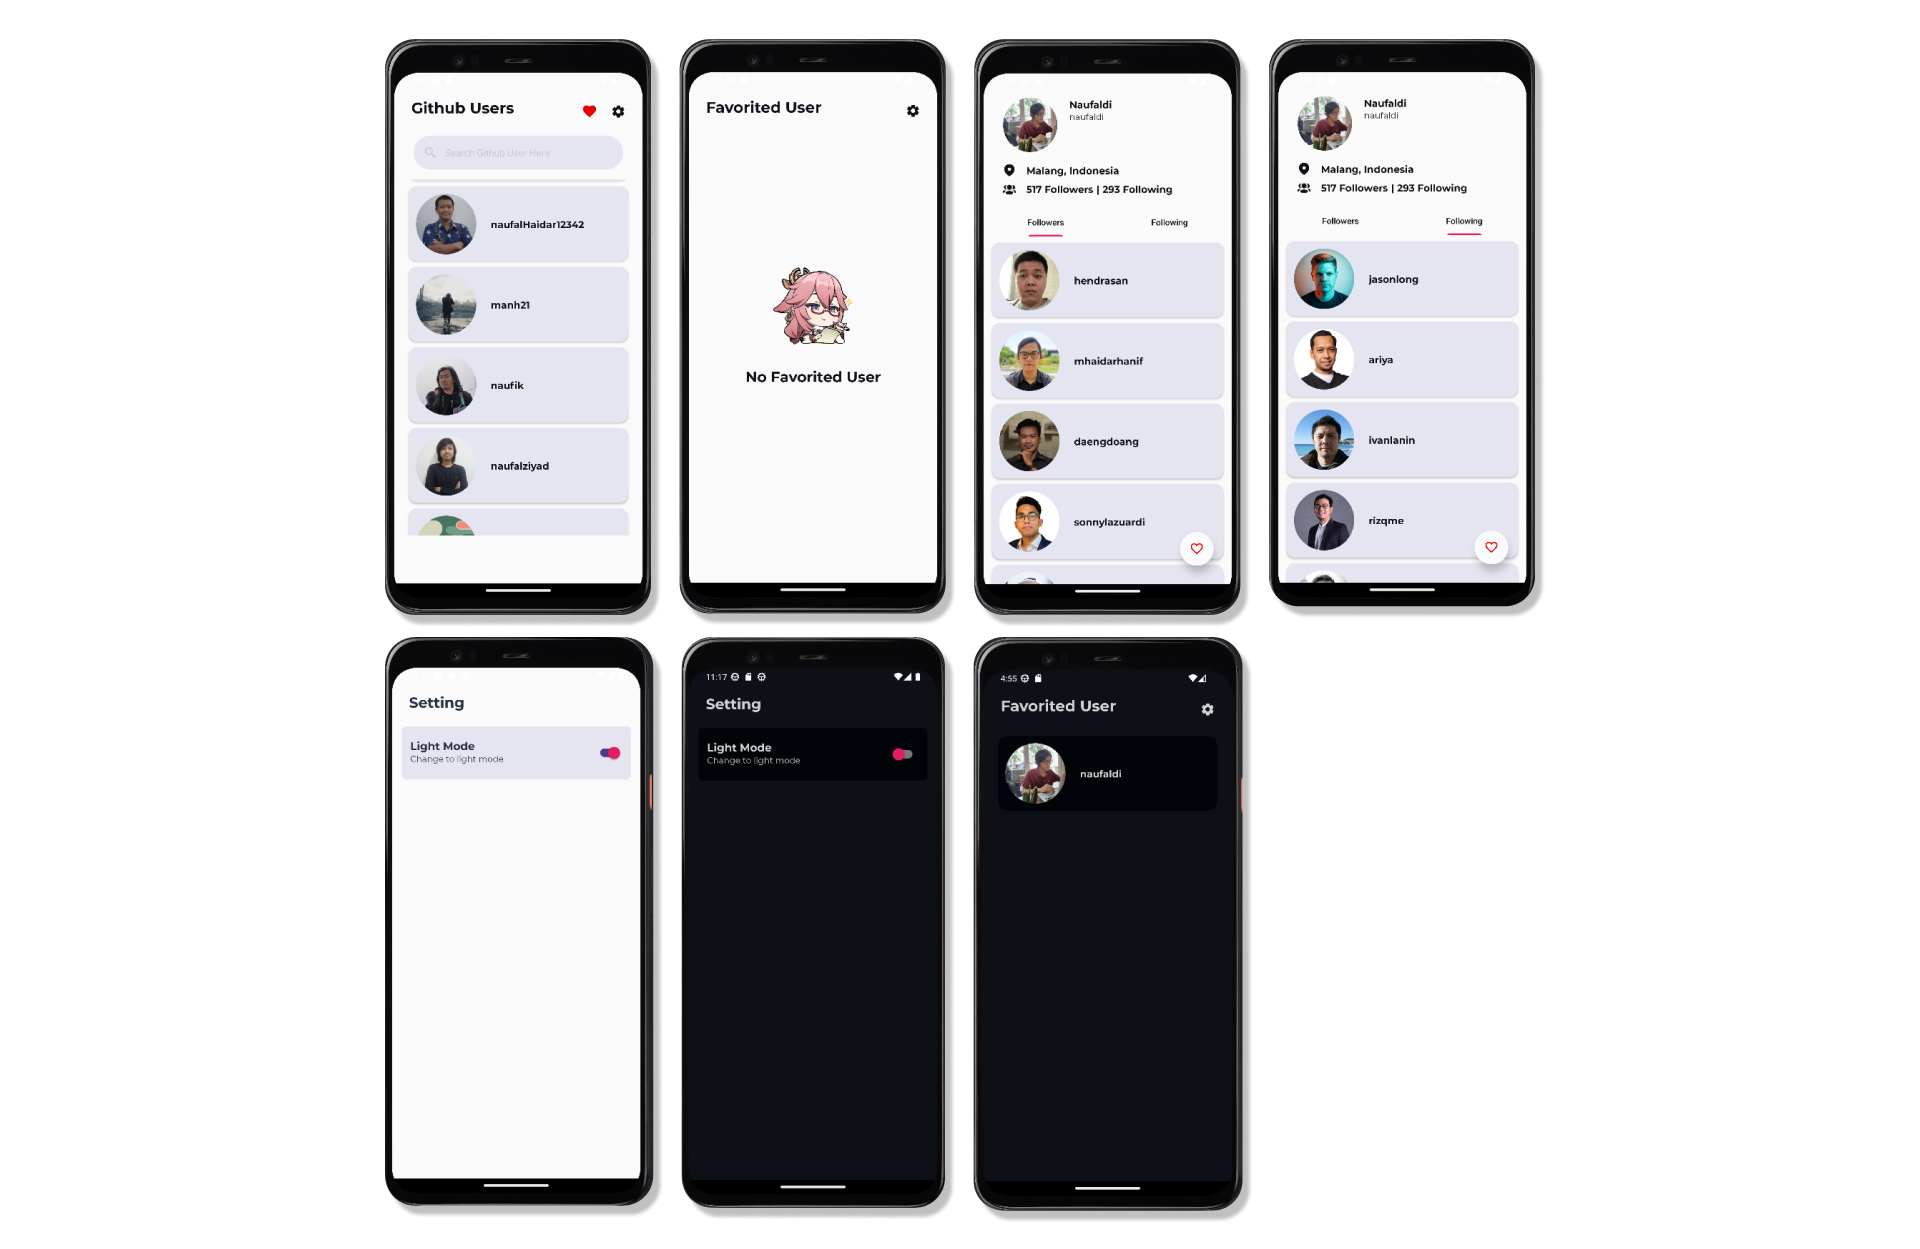 Github Users
Search Github User Here
naufalHaidar12342
manh21
naufik
naufalziyad
Favorited User
No Favorited User
Naufaldi
naufaldi
Malang, Indonesia
517 Followers | 293 Following
Followers Following
hendrasan
mhaidarhanif
daengdoang
sonnylazuardi
Naufaldi
naufaldi
Malang, Indonesia
517 Followers | 293 Following
Followers Following
jasonlong
ariya
ivanlanin
rizqme
Setting
Light Mode
Change to light mode
11:17
Setting
Light Mode
Change to light mode
4:55
Favorited User
naufaldi